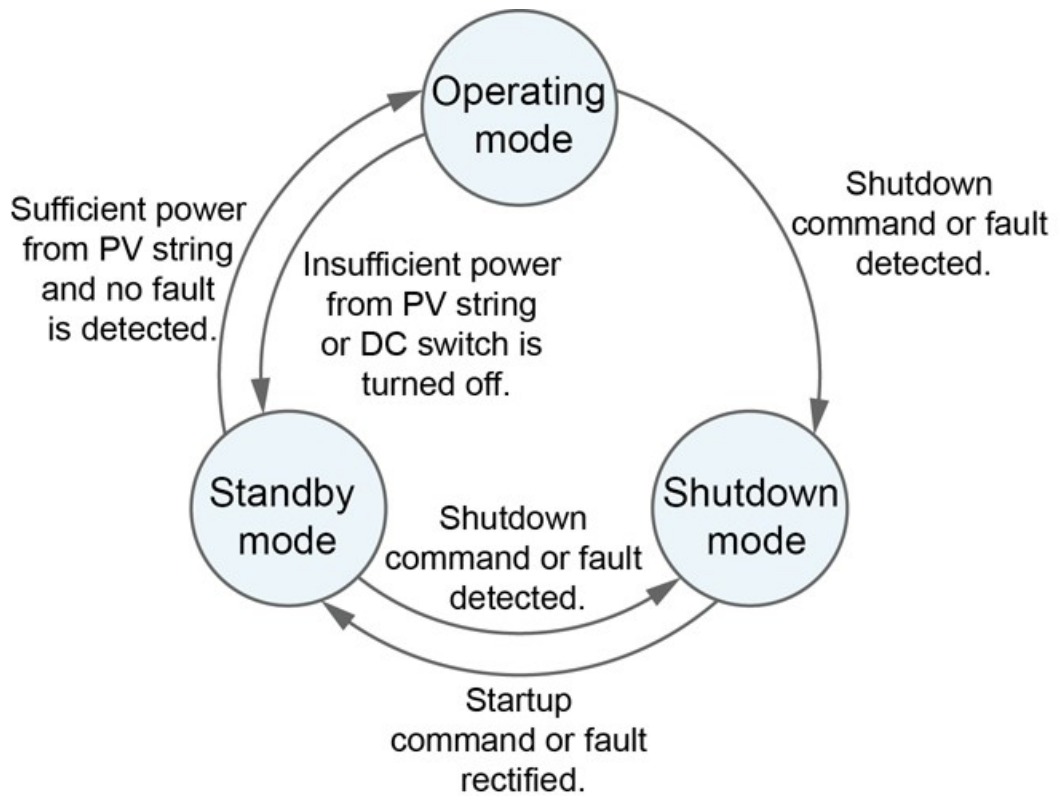 Operating
mode
Shutdown
command or fault
detected.
Sufficient power
from PV string
and no fault
is detected.
Insufficient power
from PV string
or DC switch is
turned off.
Standby
mode
Shutdown
command or fault
detected.
Shutdown
mode
Startup
command or fault
rectified.